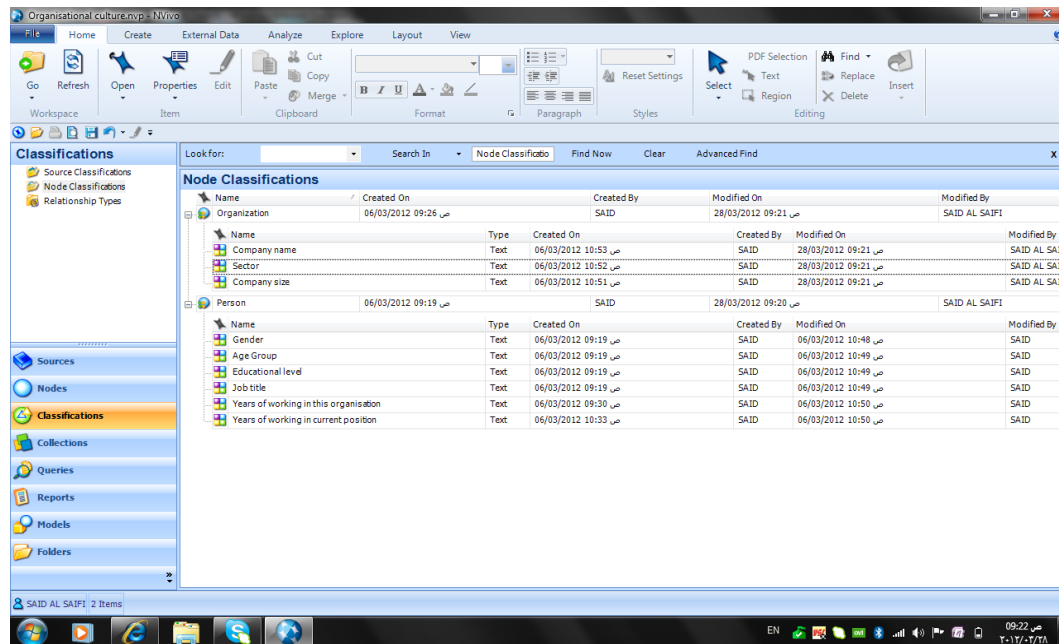 Organisational culture.nvp - NVivo
File Home Create External Data Analyze Explore Layout View
Go Refresh Open Properties Edit Paste Cut Copy Merge
B I U A
Reset Settings
Select PDF Selection Text Region Find Replace Delete Insert
Workspace Item Clipboard Format Paragraph Styles Editing
Classifications
Source Classifications
Node Classifications
Relationship Types
Look for: Search In Node Classificatio Find Now Clear Advanced Find x
Node Classifications
Name Created On Created By Modified On Modified By
Organization 06/03/2012 09:26 ص SAID 28/03/2012 09:21 ص SAID AL SAIFI
Name Type Created On Created By Modified On Modified By
Company name Text 06/03/2012 10:53 ص SAID 28/03/2012 09:21 ص SAID AL SAI
Sector Text 06/03/2012 10:52 ص SAID 28/03/2012 09:21 ص SAID AL SAI
Company size Text 06/03/2012 10:51 ص SAID 28/03/2012 09:21 ص SAID AL SAI
Person 06/03/2012 09:19 ص SAID 28/03/2012 09:20 ص SAID AL SAIFI
Name Type Created On Created By Modified On Modified By
Gender Text 06/03/2012 09:19 ص SAID 06/03/2012 10:48 ص SAID
Age Group Text 06/03/2012 09:19 ص SAID 06/03/2012 10:49 ص SAID
Educational level Text 06/03/2012 09:19 ص SAID 06/03/2012 10:49 ص SAID
Job title Text 06/03/2012 09:19 ص SAID 06/03/2012 10:49 ص SAID
Years of working in this organisation Text 06/03/2012 09:30 ص SAID 06/03/2012 10:50 ص SAID
Years of working in current position Text 06/03/2012 10:33 ص SAID 06/03/2012 10:50 ص SAID
Sources
Nodes
Classifications
Collections
Queries
Reports
Models
Folders
SAID AL SAIFI 2 Items
EN 09:22 ص
٢٠١٢/٠٣/٢٨